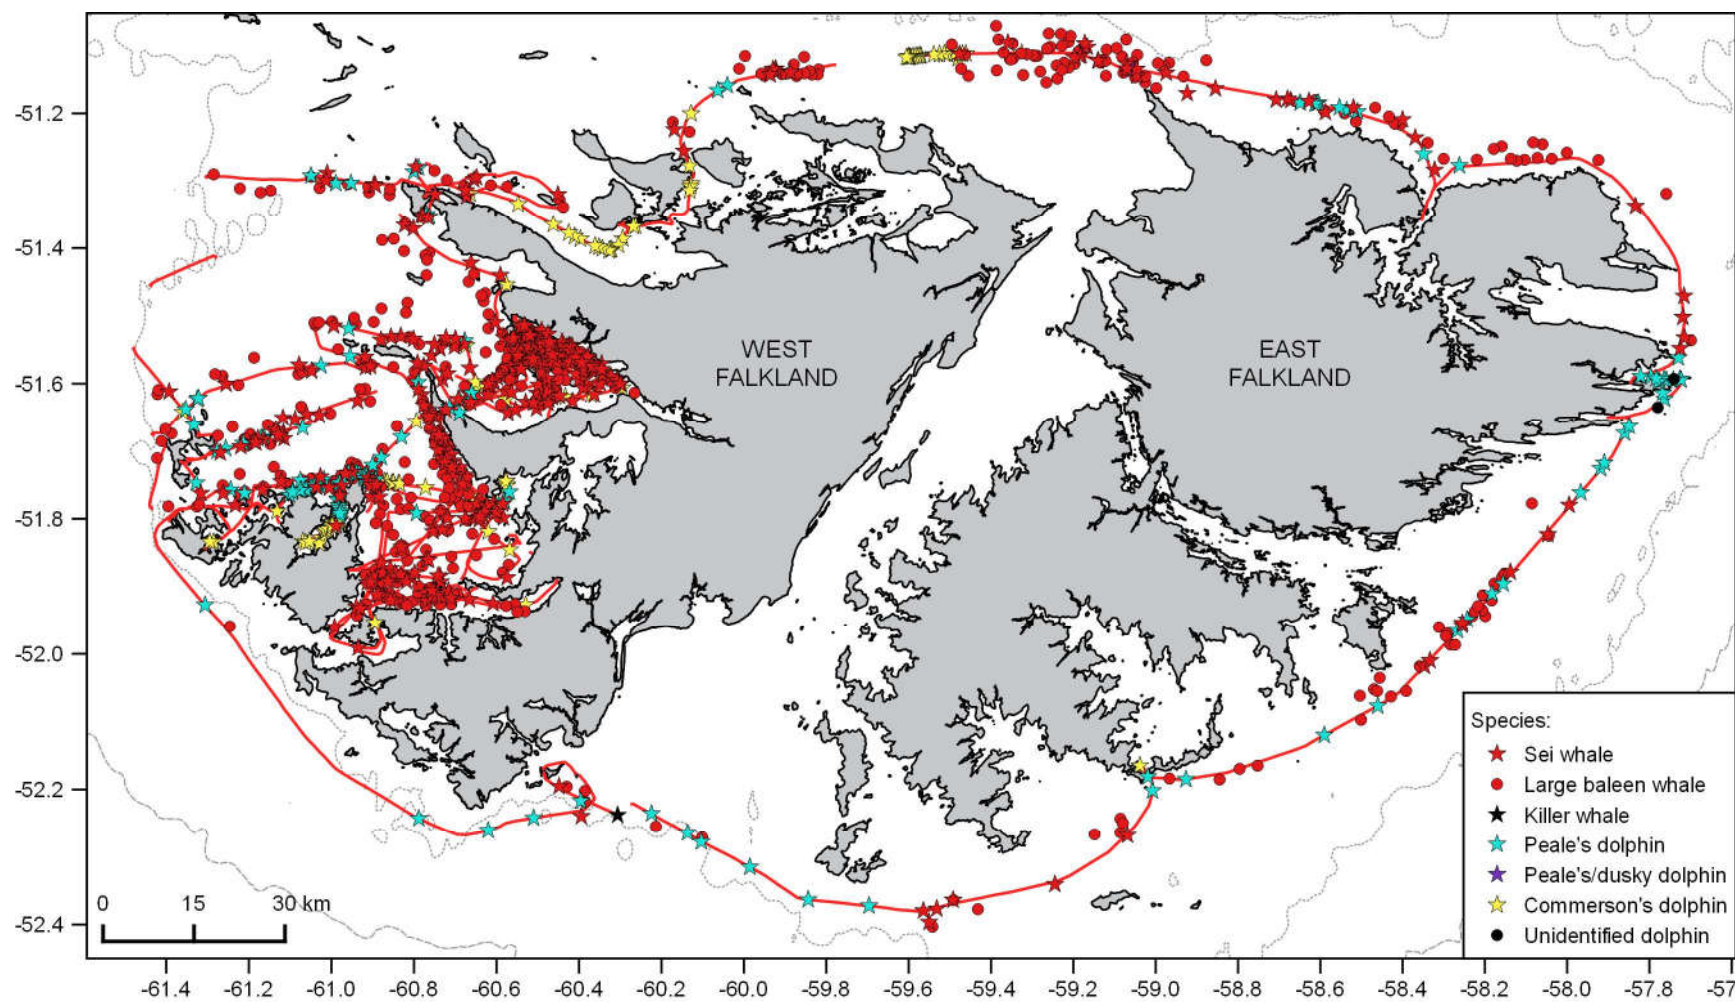 -51.2
-51.4
-51.6
-51.8
-52.0
-52.2
-52.4
WEST
FALKLAND
EAST
FALKLAND
Species:
Sei whale
Large baleen whale
Killer whale
Peale's dolphin
Peale's/dusky dolphin
Commerson's dolphin
Unidentified dolphin
0 15 30 km
-61.4 -61.2 -61.0 -60.8 -60.6 -60.4 -60.2 -60.0 -59.8 -59.6 -59.4 -59.2 -59.0 -58.8 -58.6 -58.4 -58.2 -58.0 -57.8